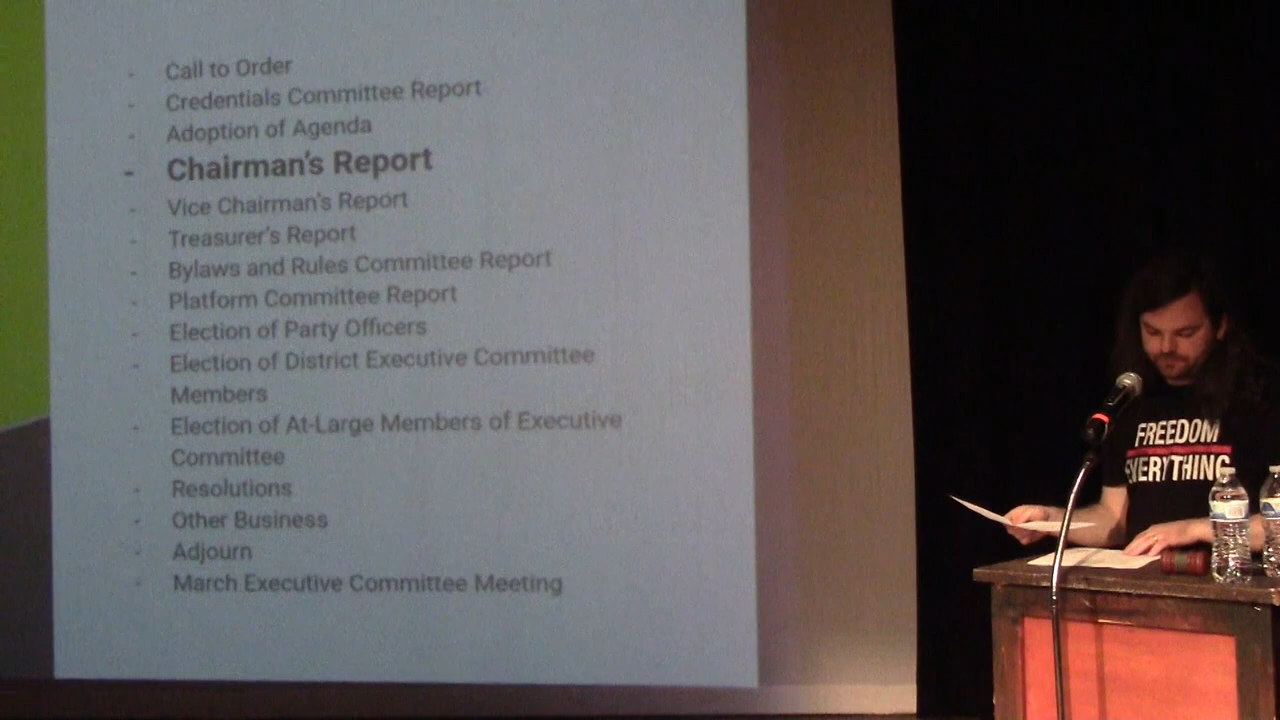 - Call to Order
- Credentials Committee Report
- Adoption of Agenda
- Chairman's Report
- Vice Chairman's Report
- Treasurer's Report
- Bylaws and Rules Committee Report
- Platform Committee Report
- Election of Party Officers
- Election of District Executive Committee
Members
- Election of At-Large Members of Executive
Committee
- Resolutions
- Other Business
- Adjourn
- March Executive Committee Meeting
FREEDOM
EVERYTHING